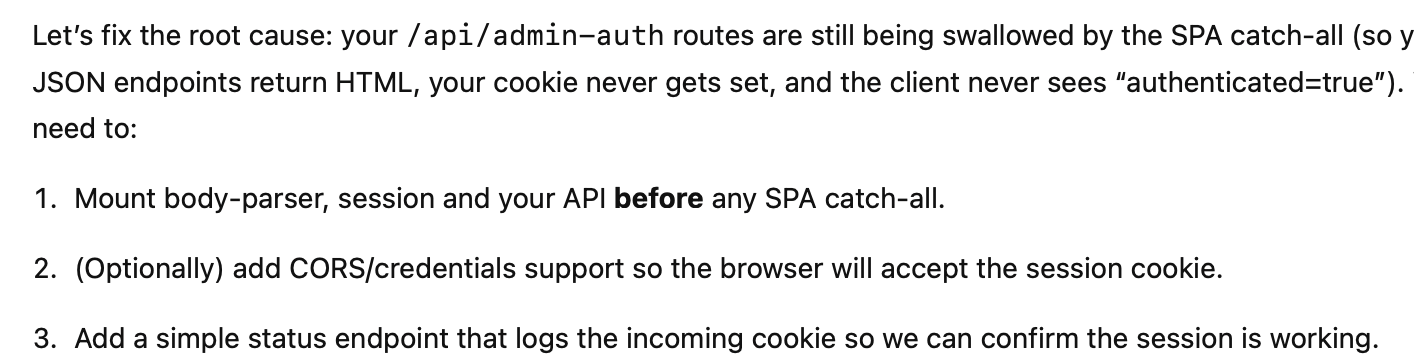 Let’s fix the root cause: your /api/admin-auth routes are still being swallowed by the SPA catch-all (so
JSON endpoints return HTML, your cookie never gets set, and the client never sees “authenticated=true”).
need to:
1. Mount body-parser, session and your API before any SPA catch-all.
2. (Optionally) add CORS/credentials support so the browser will accept the session cookie.
3. Add a simple status endpoint that logs the incoming cookie so we can confirm the session is working.